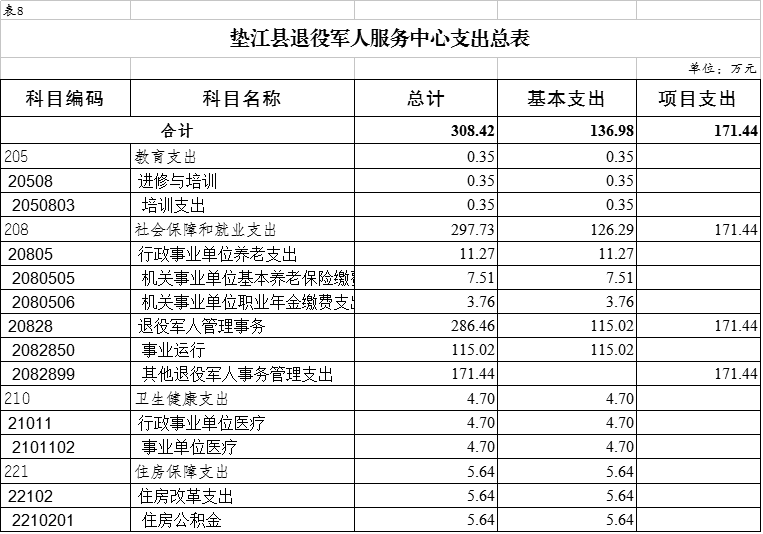 表8
垫江县退役军人服务中心支出总表
单位：万元
科目编码 科目名称 总计 基本支出 项目支出
合计 308.42 136.98 171.44
205 教育支出 0.35 0.35
20508 进修与培训 0.35 0.35
2050803 培训支出 0.35 0.35
208 社会保障和就业支出 297.73 126.29 171.44
20805 行政事业单位养老支出 11.27 11.27
2080505 机关事业单位基本养老保险缴费 7.51 7.51
2080506 机关事业单位职业年金缴费支出 3.76 3.76
20828 退役军人管理事务 286.46 115.02 171.44
2082850 事业运行 115.02 115.02
2082899 其他退役军人事务管理支出 171.44 171.44
210 卫生健康支出 4.70 4.70
21011 行政事业单位医疗 4.70 4.70
2101102 事业单位医疗 4.70 4.70
221 住房保障支出 5.64 5.64
22102 住房改革支出 5.64 5.64
2210201 住房公积金 5.64 5.64